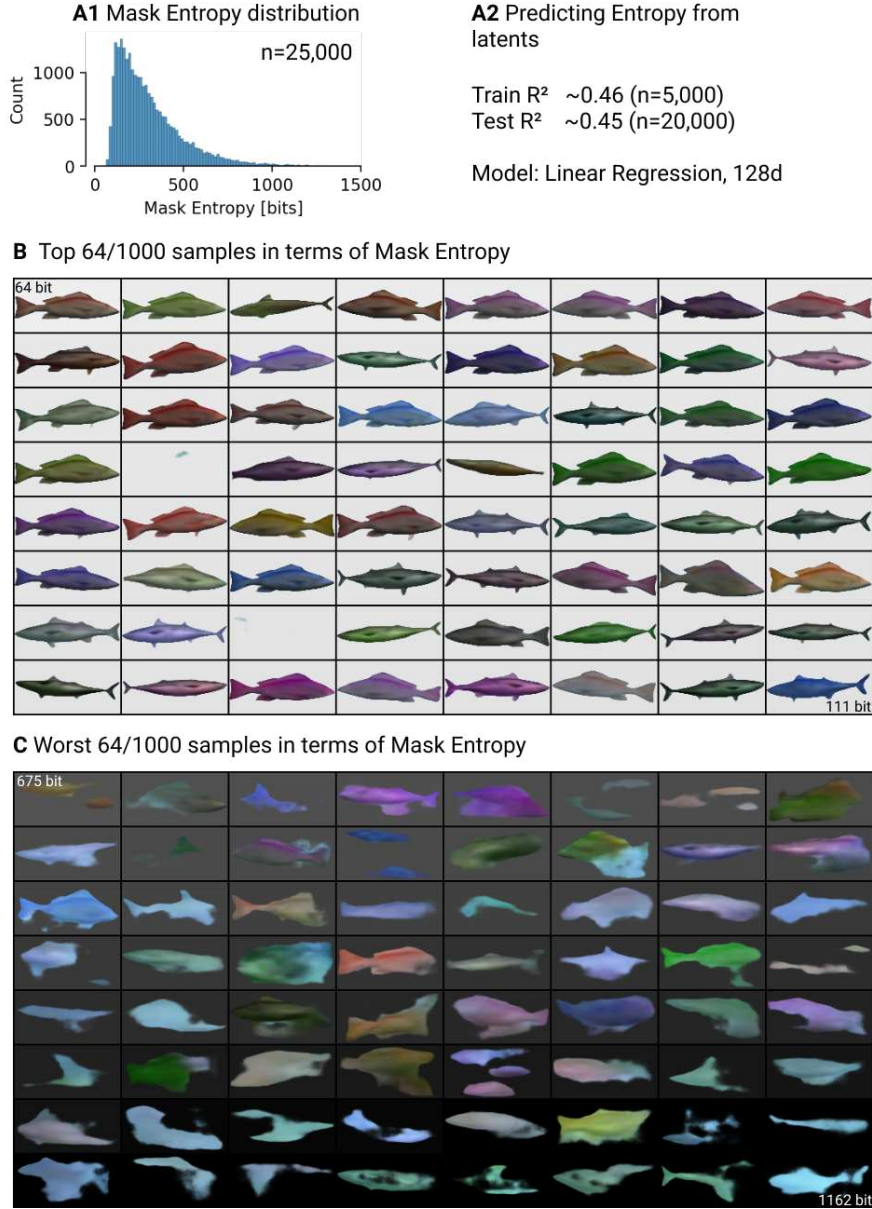 A1 Mask Entropy distribution
n=25,000
Count
1000
500
0
0 500 1000 1500
Mask Entropy [bits]
A2 Predicting Entropy from
latents
Train R² ~0.46 (n=5,000)
Test R² ~0.45 (n=20,000)
Model: Linear Regression, 128d
B Top 64/1000 samples in terms of Mask Entropy
64 bit
111 bit
C Worst 64/1000 samples in terms of Mask Entropy
675 bit
1162 bit